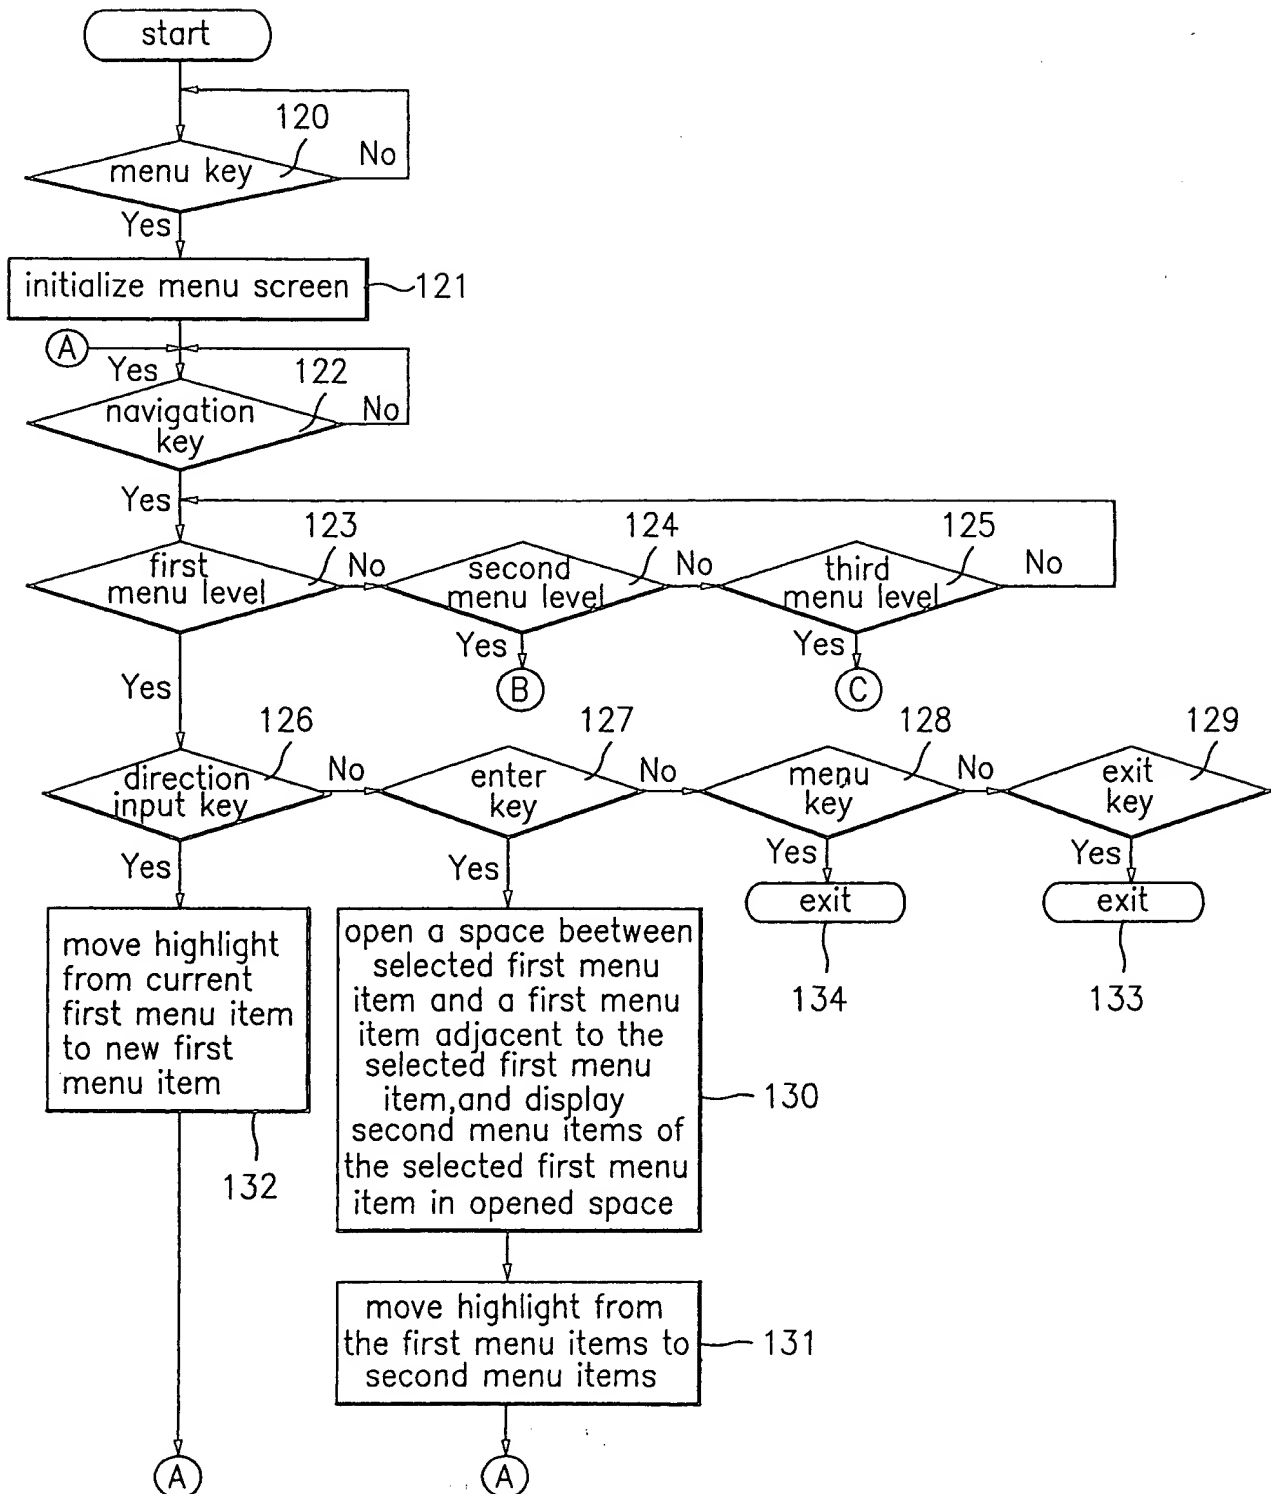 start
120
menu key
No
Yes
initialize menu screen
121
A
Yes
122
navigation
key
No
Yes
123
first
menu level
No
124
second
menu level
No
125
third
menu level
No
Yes
B
Yes
C
Yes
126
direction
input key
No
127
enter
key
No
128
menu
key
No
129
exit
key
Yes
Yes
Yes
exit
134
Yes
exit
133
move highlight
from current
first menu item
to new first
menu item
132
open a space beetween
selected first menu
item and a first menu
item adjacent to the
selected first menu
item,and display
second menu items of
the selected first menu
item in opened space
130
move highlight from
the first menu items to
second menu items
131
A
A